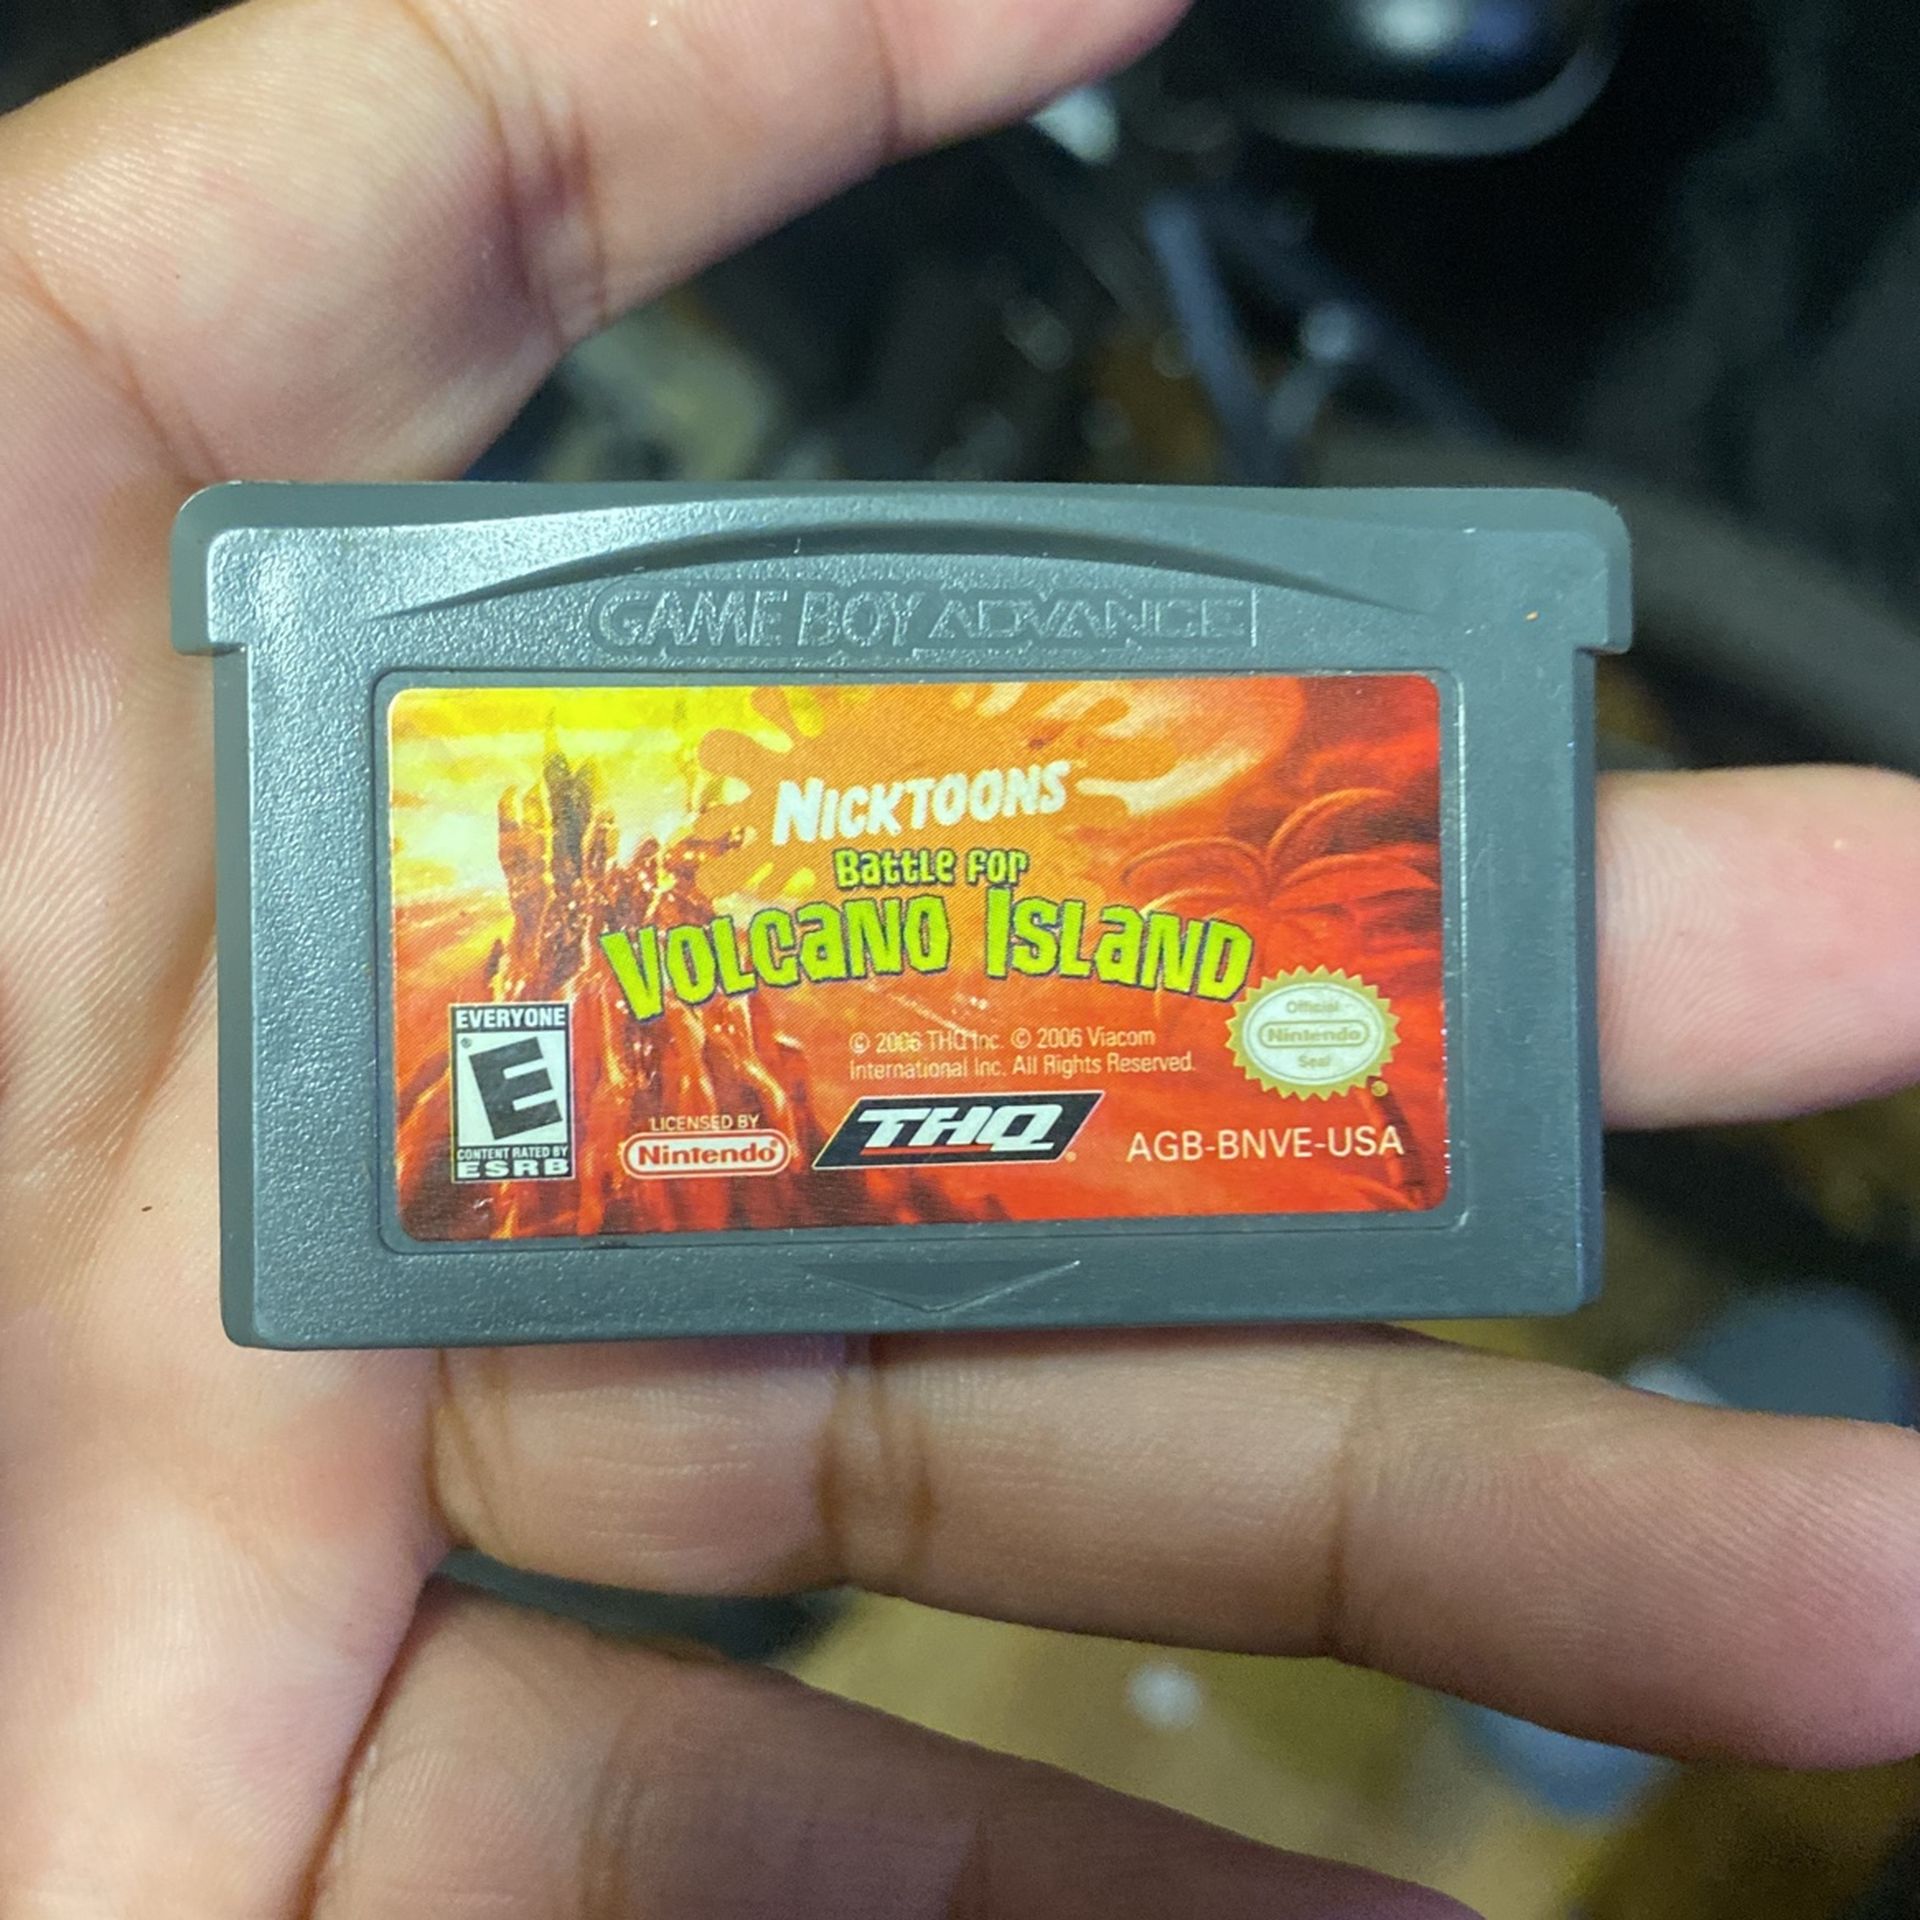 GAME BOY ADVANCE
NICKTOONS
BaTTLe FOR
VOLCaNO ISLaND
EVERYONE
E
CONTENT RATED BY
ESRB
© 2006 THQ Inc. © 2006 Viacom
International Inc. All Rights Reserved.
Official
Nintendo
Seal
LICENSED BY
Nintendo®
THQ®
AGB-BNVE-USA